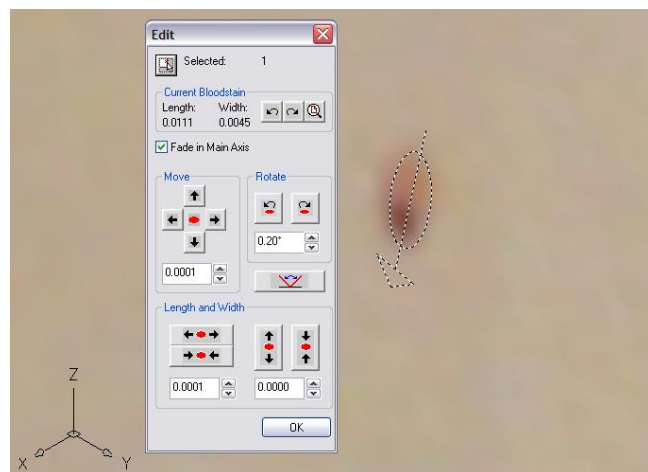 Edit
Selected: 1
Current Bloodstain
Length: Width:
0.0111 0.0045
Fade in Main Axis
Move Rotate
0.20°
0.0001
Length and Width
0.0001 0.0000
OK
Z
X Y